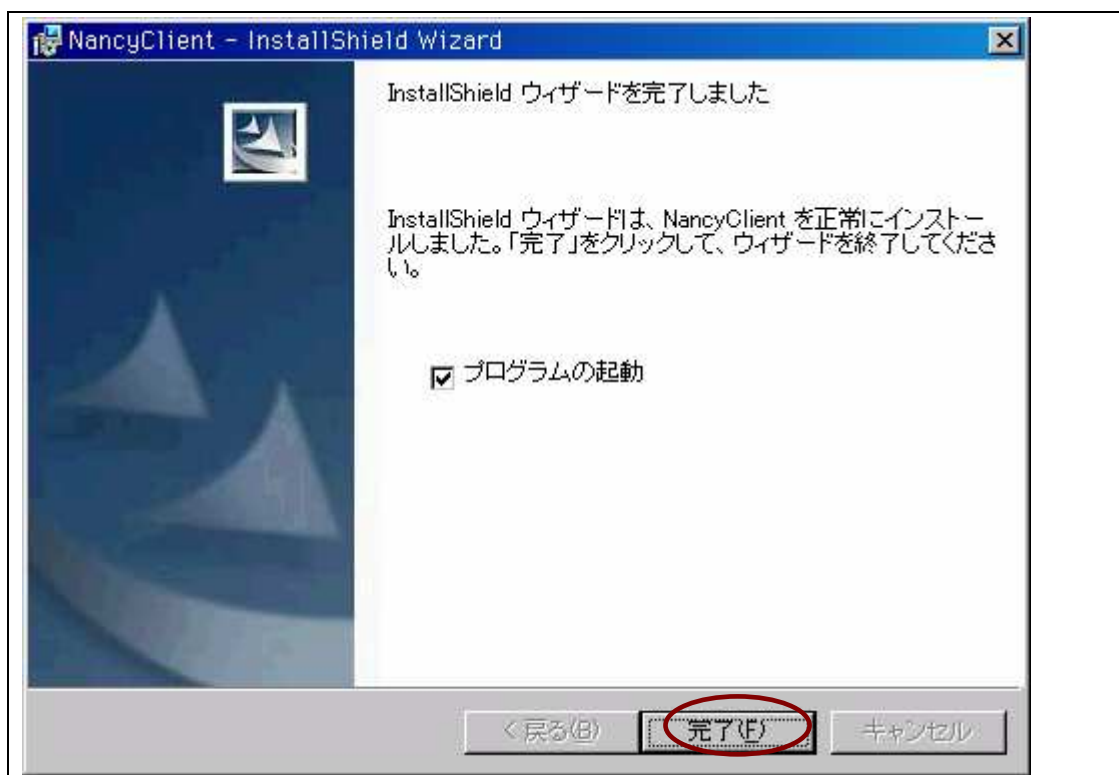 NancyClient - InstallShield Wizard
InstallShield ウィザードを完了しました
InstallShield ウィザードは、NancyClient を正常にインストー
ルしました。「完了」をクリックして、ウィザードを終了してくださ
い。
プログラムの起動
< 戻る(B) 完了(F) キャンセル